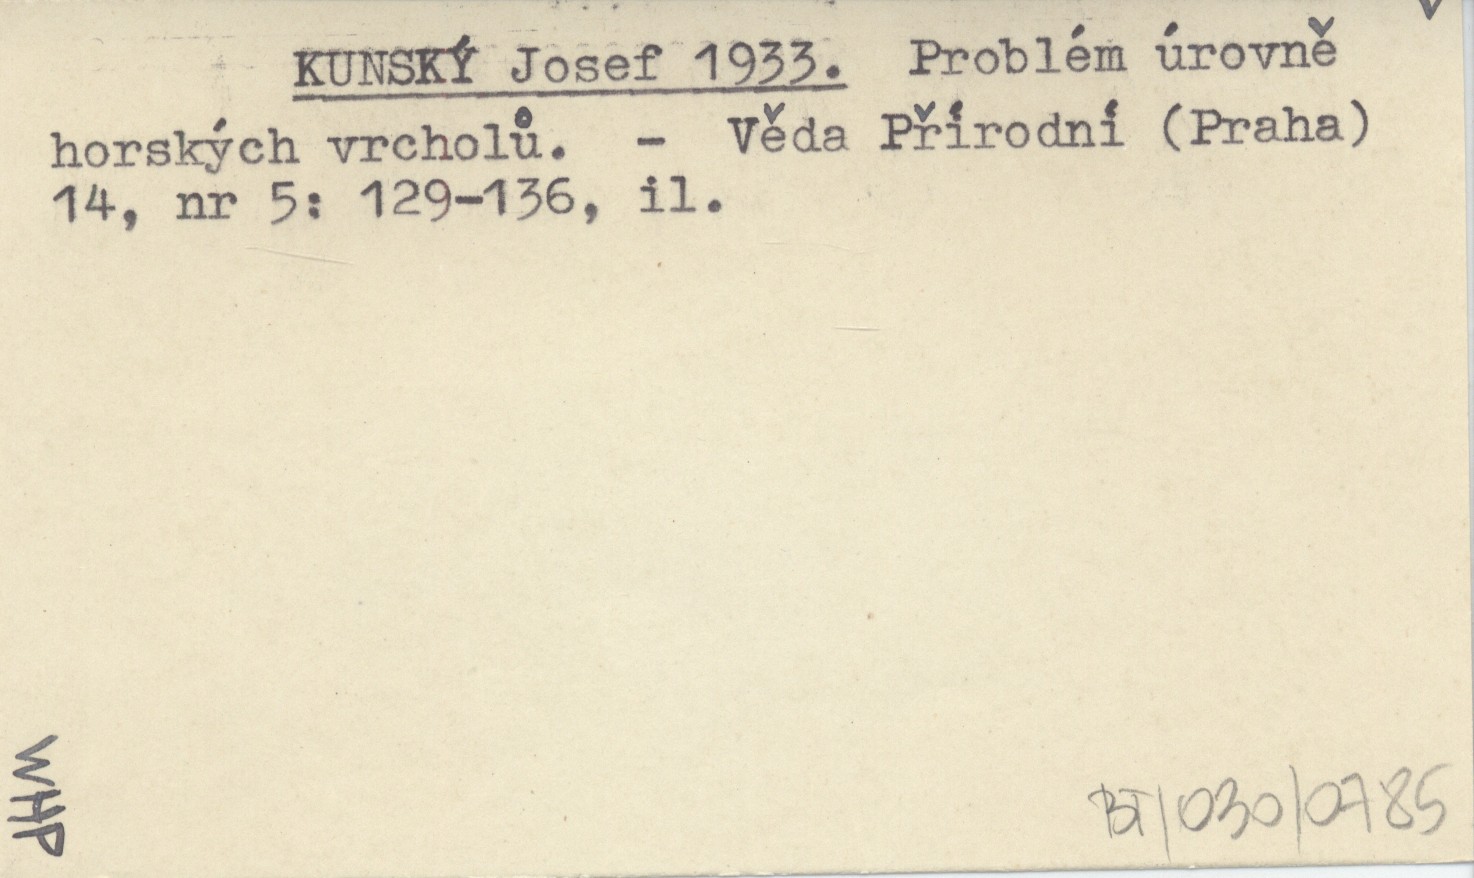 KUNSKÝ Josef 1933. Problém úrovně
horských vrcholů. - Věda Přírodní (Praha)
14, nr 5: 129-136, il.
WHP
BT/030/0785